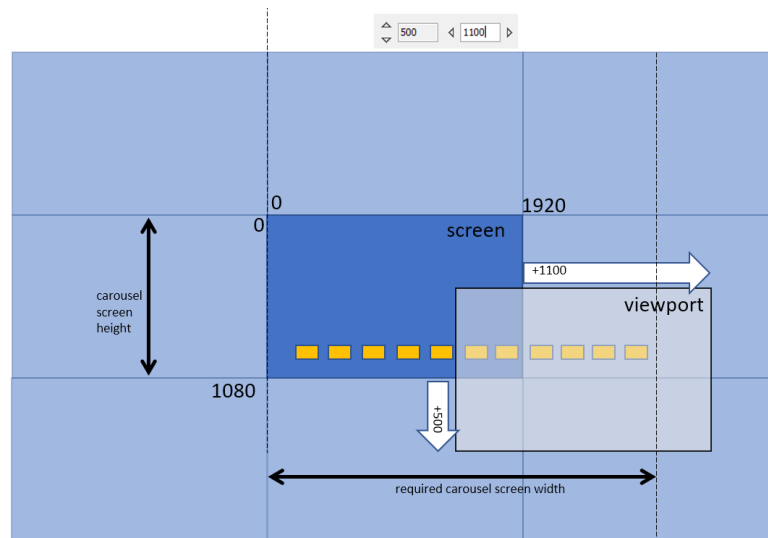 500
1100
0
0
1920
screen
+1100
carousel
screen
height
viewport
1080
+500
required carousel screen width